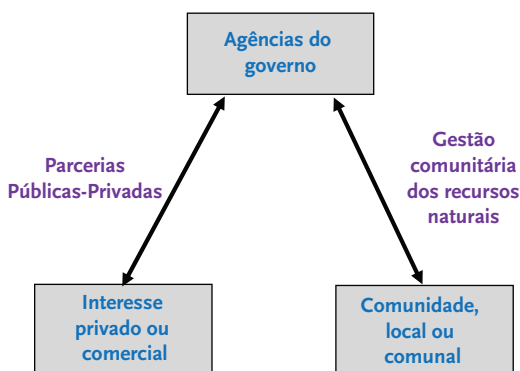 Agências do
governo
Parcerias
Públicas-Privadas
Gestão
comunitária
dos recursos
naturais
Interesse
privado ou
comercial
Comunidade,
local ou
comunal